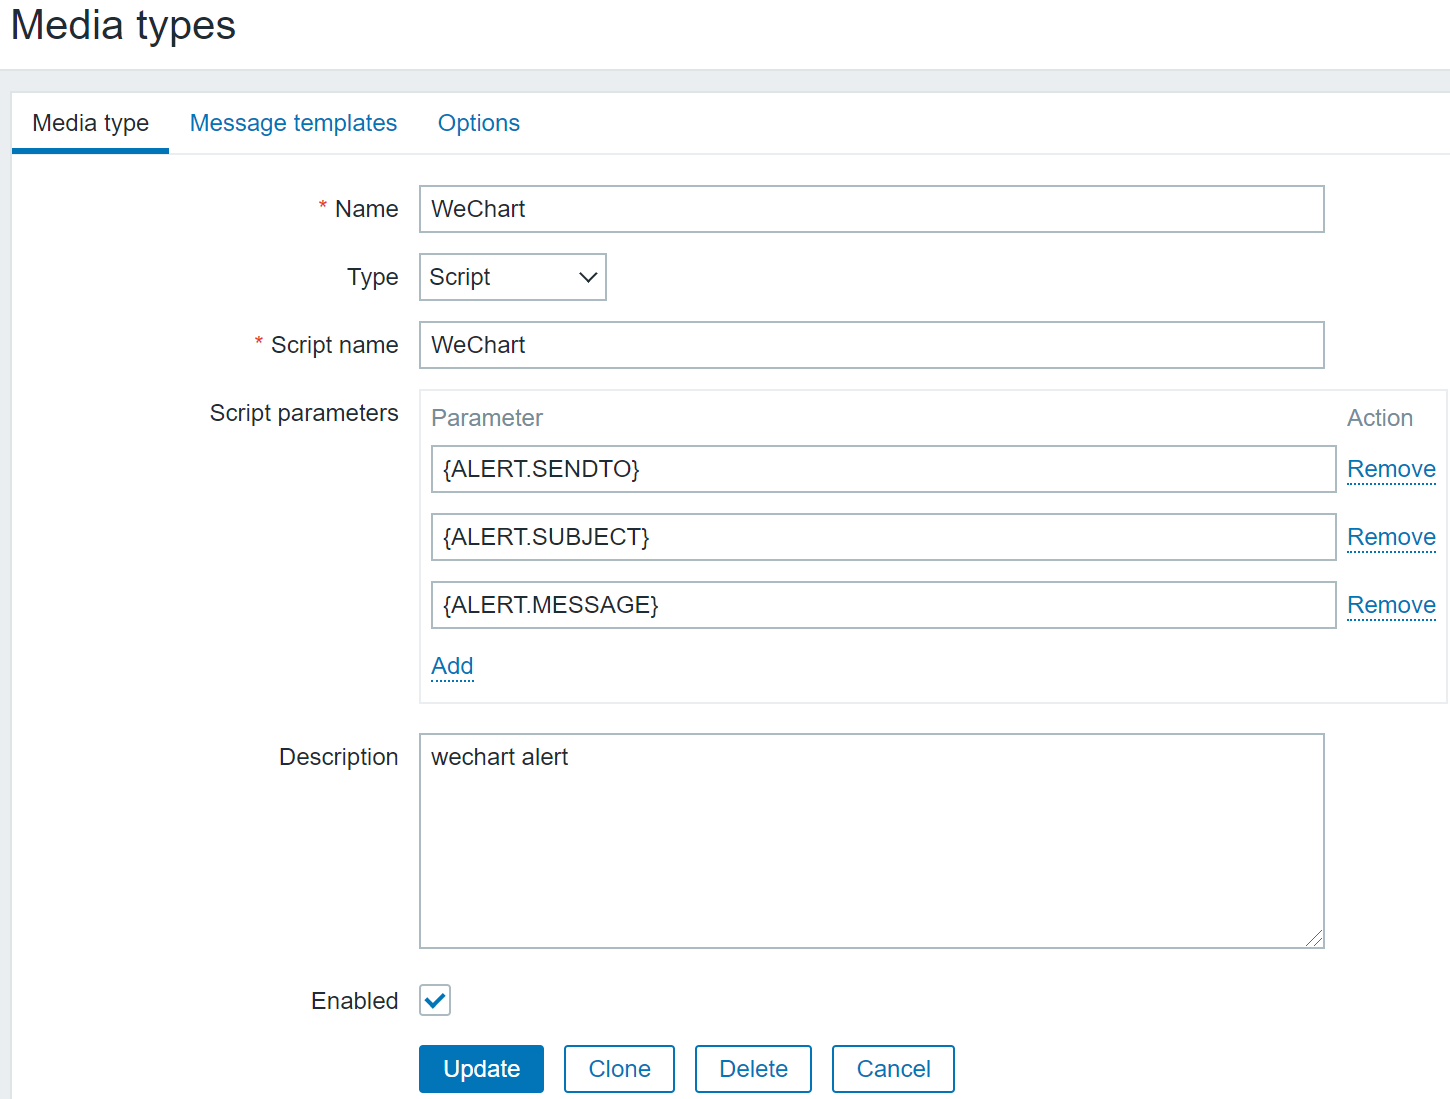 Media types
Media type Message templates Options
* Name WeChart
Type Script
* Script name WeChart
Script parameters Parameter Action
{ALERT.SENDTO} Remove
{ALERT.SUBJECT} Remove
{ALERT.MESSAGE} Remove
Add
Description wechart alert
Enabled
Update Clone Delete Cancel